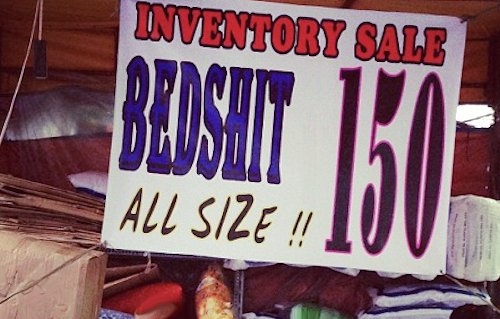 INVENTORY SALE
BEDSHIT 150
ALL SIZE !!